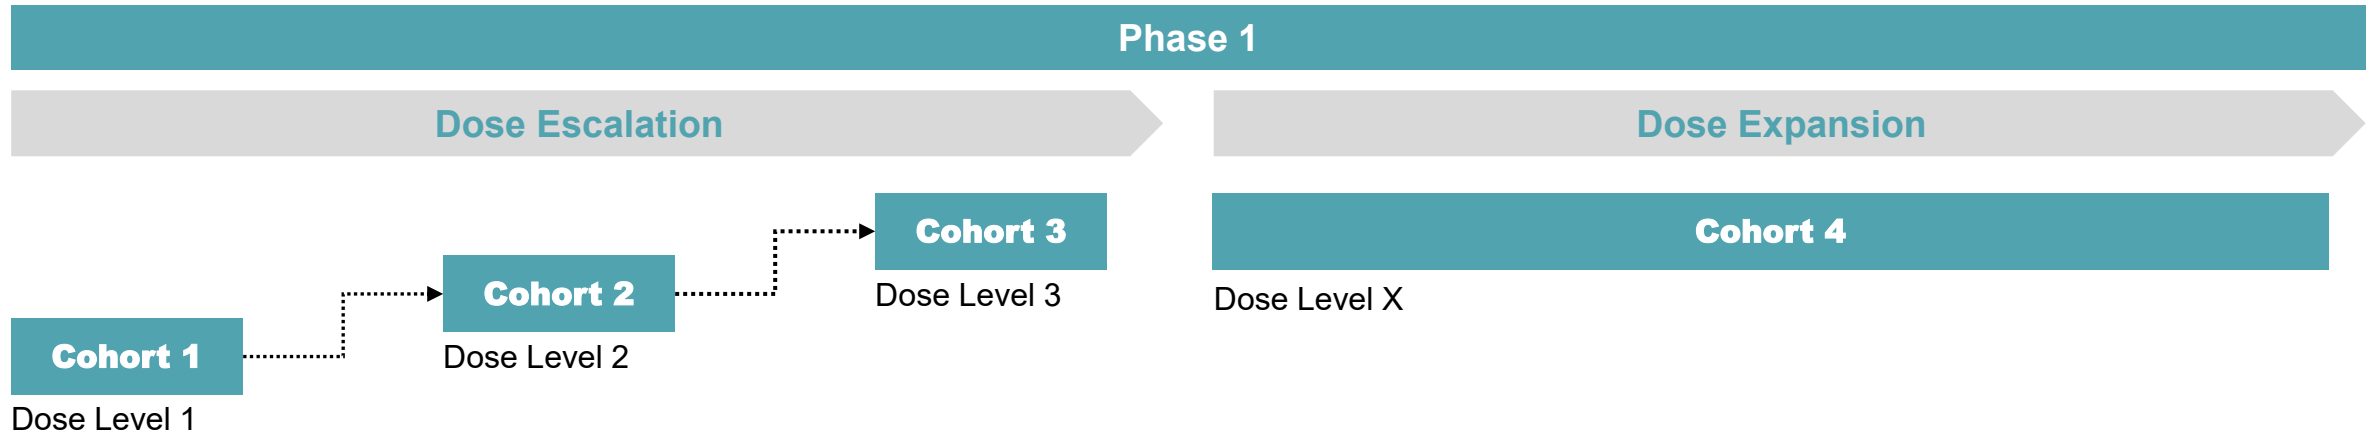 Phase 1
Dose Escalation
Dose Expansion
Cohort 1
Dose Level 1
Cohort 2
Dose Level 2
Cohort 3
Dose Level 3
Cohort 4
Dose Level X